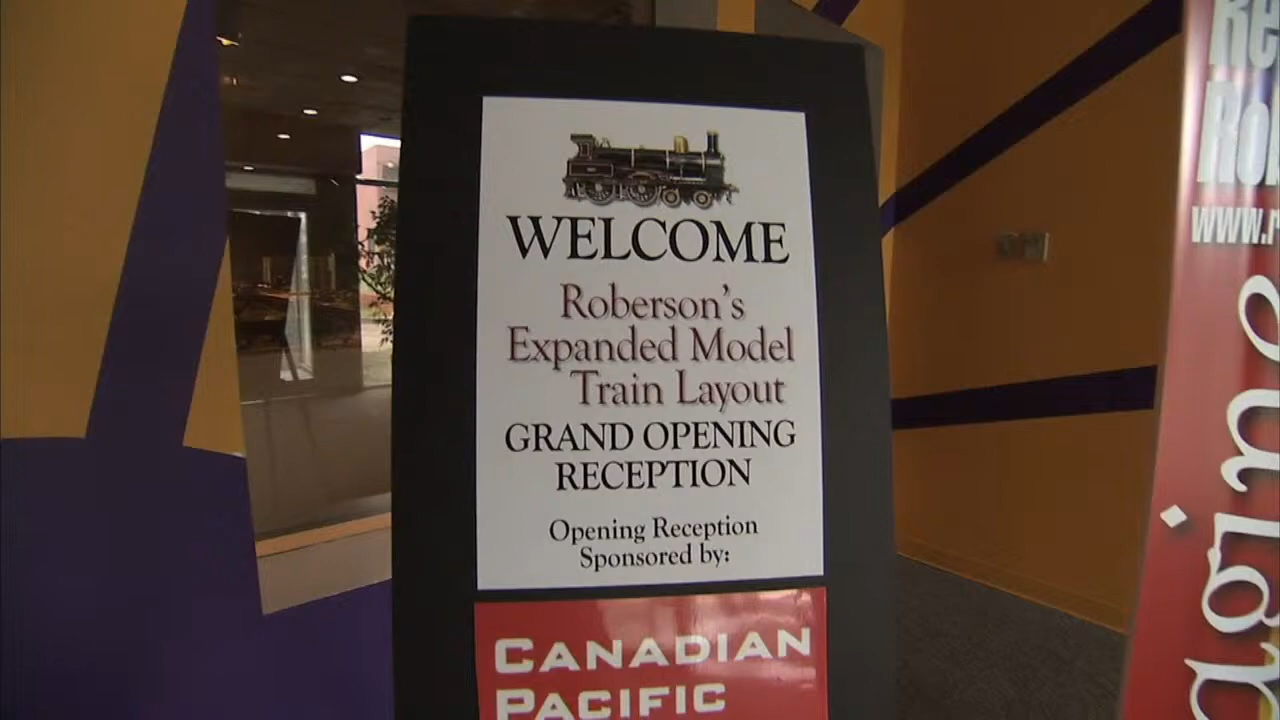 WELCOME
Roberson's
Expanded Model
Train Layout
GRAND OPENING
RECEPTION
Opening Reception
Sponsored by:
CANADIAN
PACIFIC